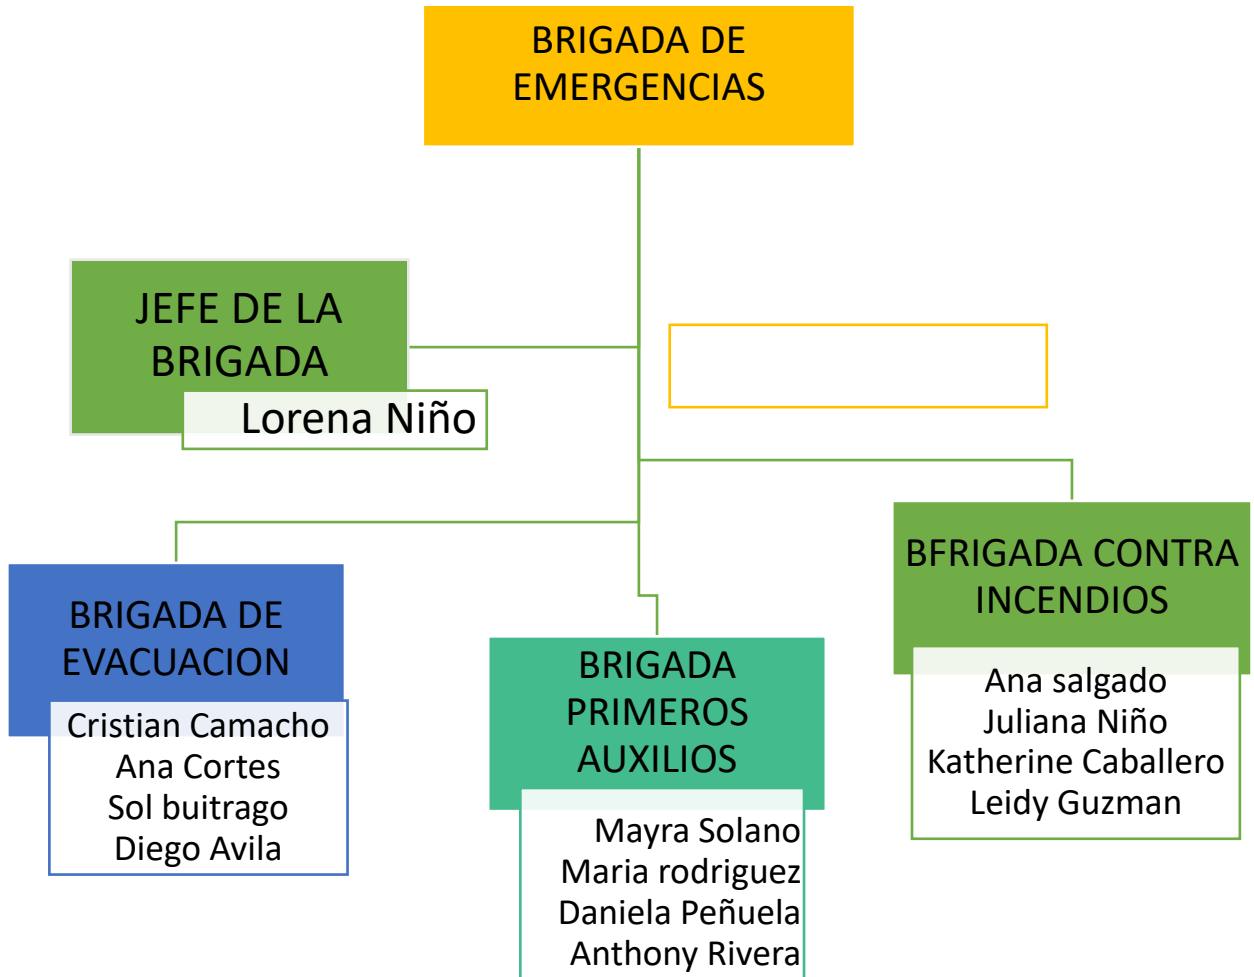 BRIGADA DE
EMERGENCIAS
JEFE DE LA
BRIGADA
Lorena Niño
BRIGADA DE
EVACUACION
Cristian Camacho
Ana Cortes
Sol buitrago
Diego Avila
BRIGADA
PRIMEROS
AUXILIOS
Mayra Solano
Maria rodriguez
Daniela Peñuela
Anthony Rivera
BFRIGADA CONTRA
INCENDIOS
Ana salgado
Juliana Niño
Katherine Caballero
Leidy Guzman